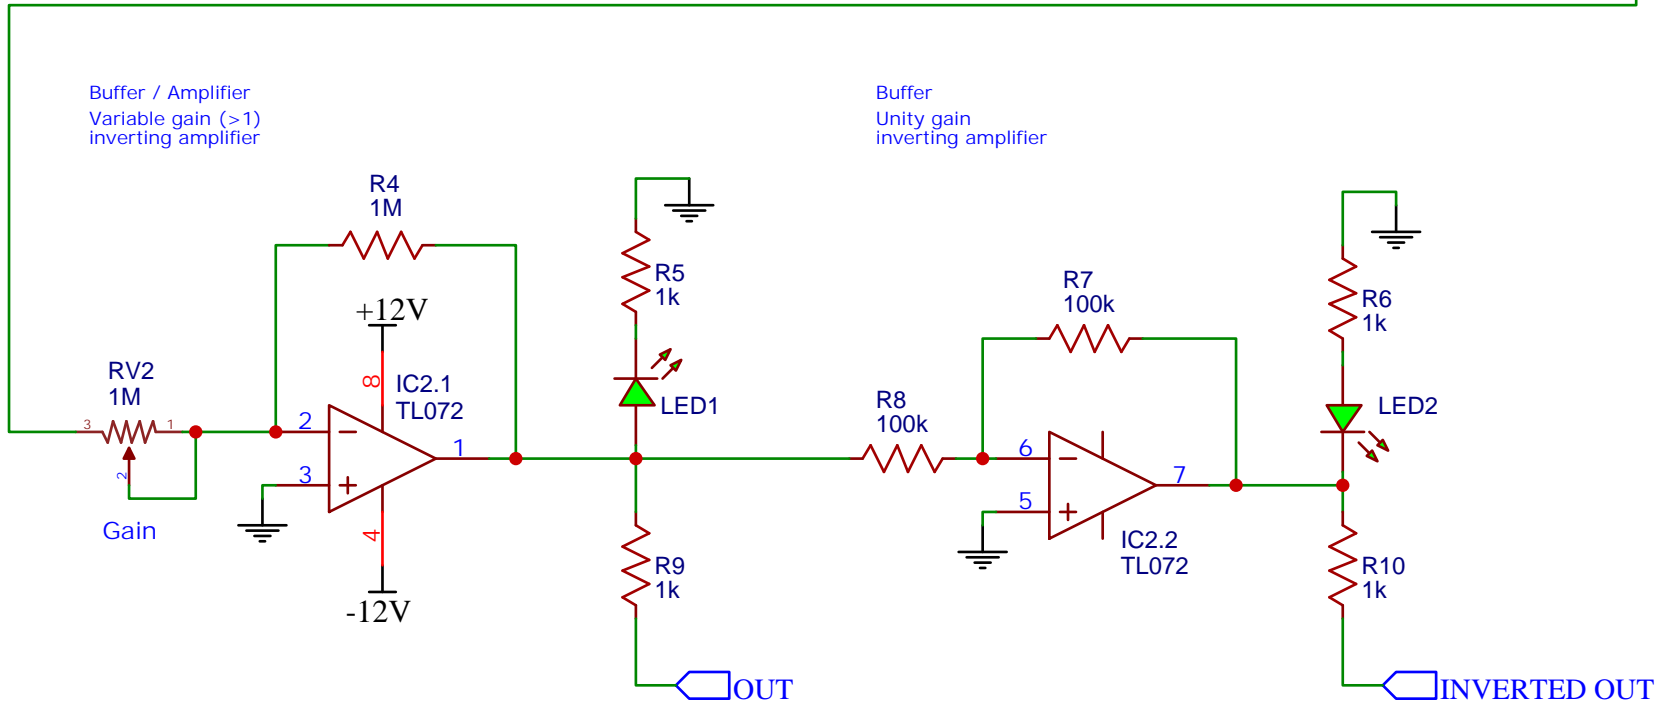 Buffer / Amplifier
Variable gain (>1)
inverting amplifier
Buffer
Unity gain
inverting amplifier
R4
1M
+12V
8
IC2.1
TL072
RV2
1M
3
1
2
Gain
2
3
1
4
-12V
R5
1k
LED1
R9
1k
OUT
R7
100k
R8
100k
6
5
7
IC2.2
TL072
R6
1k
LED2
R10
1k
INVERTED OUT